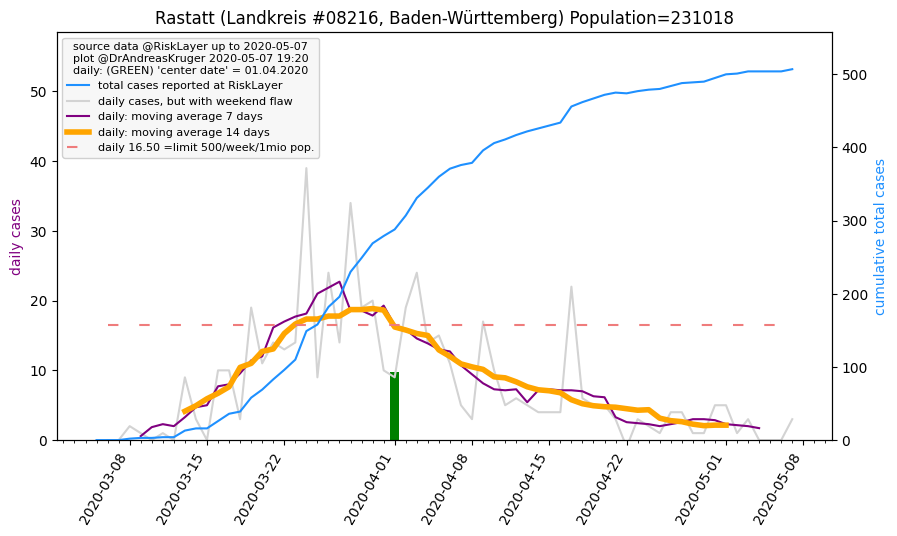 Rastatt (Landkreis #08216, Baden-Württemberg) Population=231018
source data @RiskLayer up to 2020-05-07
plot @DrAndreasKruger 2020-05-07 19:20
daily: (GREEN) 'center date' = 01.04.2020
total cases reported at RiskLayer
daily cases, but with weekend flaw
daily: moving average 7 days
daily: moving average 14 days
daily 16.50 =limit 500/week/1mio pop.
daily cases
50
40
30
20
10
0
cumulative total cases
500
400
300
200
100
0
2020-03-08
2020-03-15
2020-03-22
2020-04-01
2020-04-08
2020-04-15
2020-04-22
2020-05-01
2020-05-08